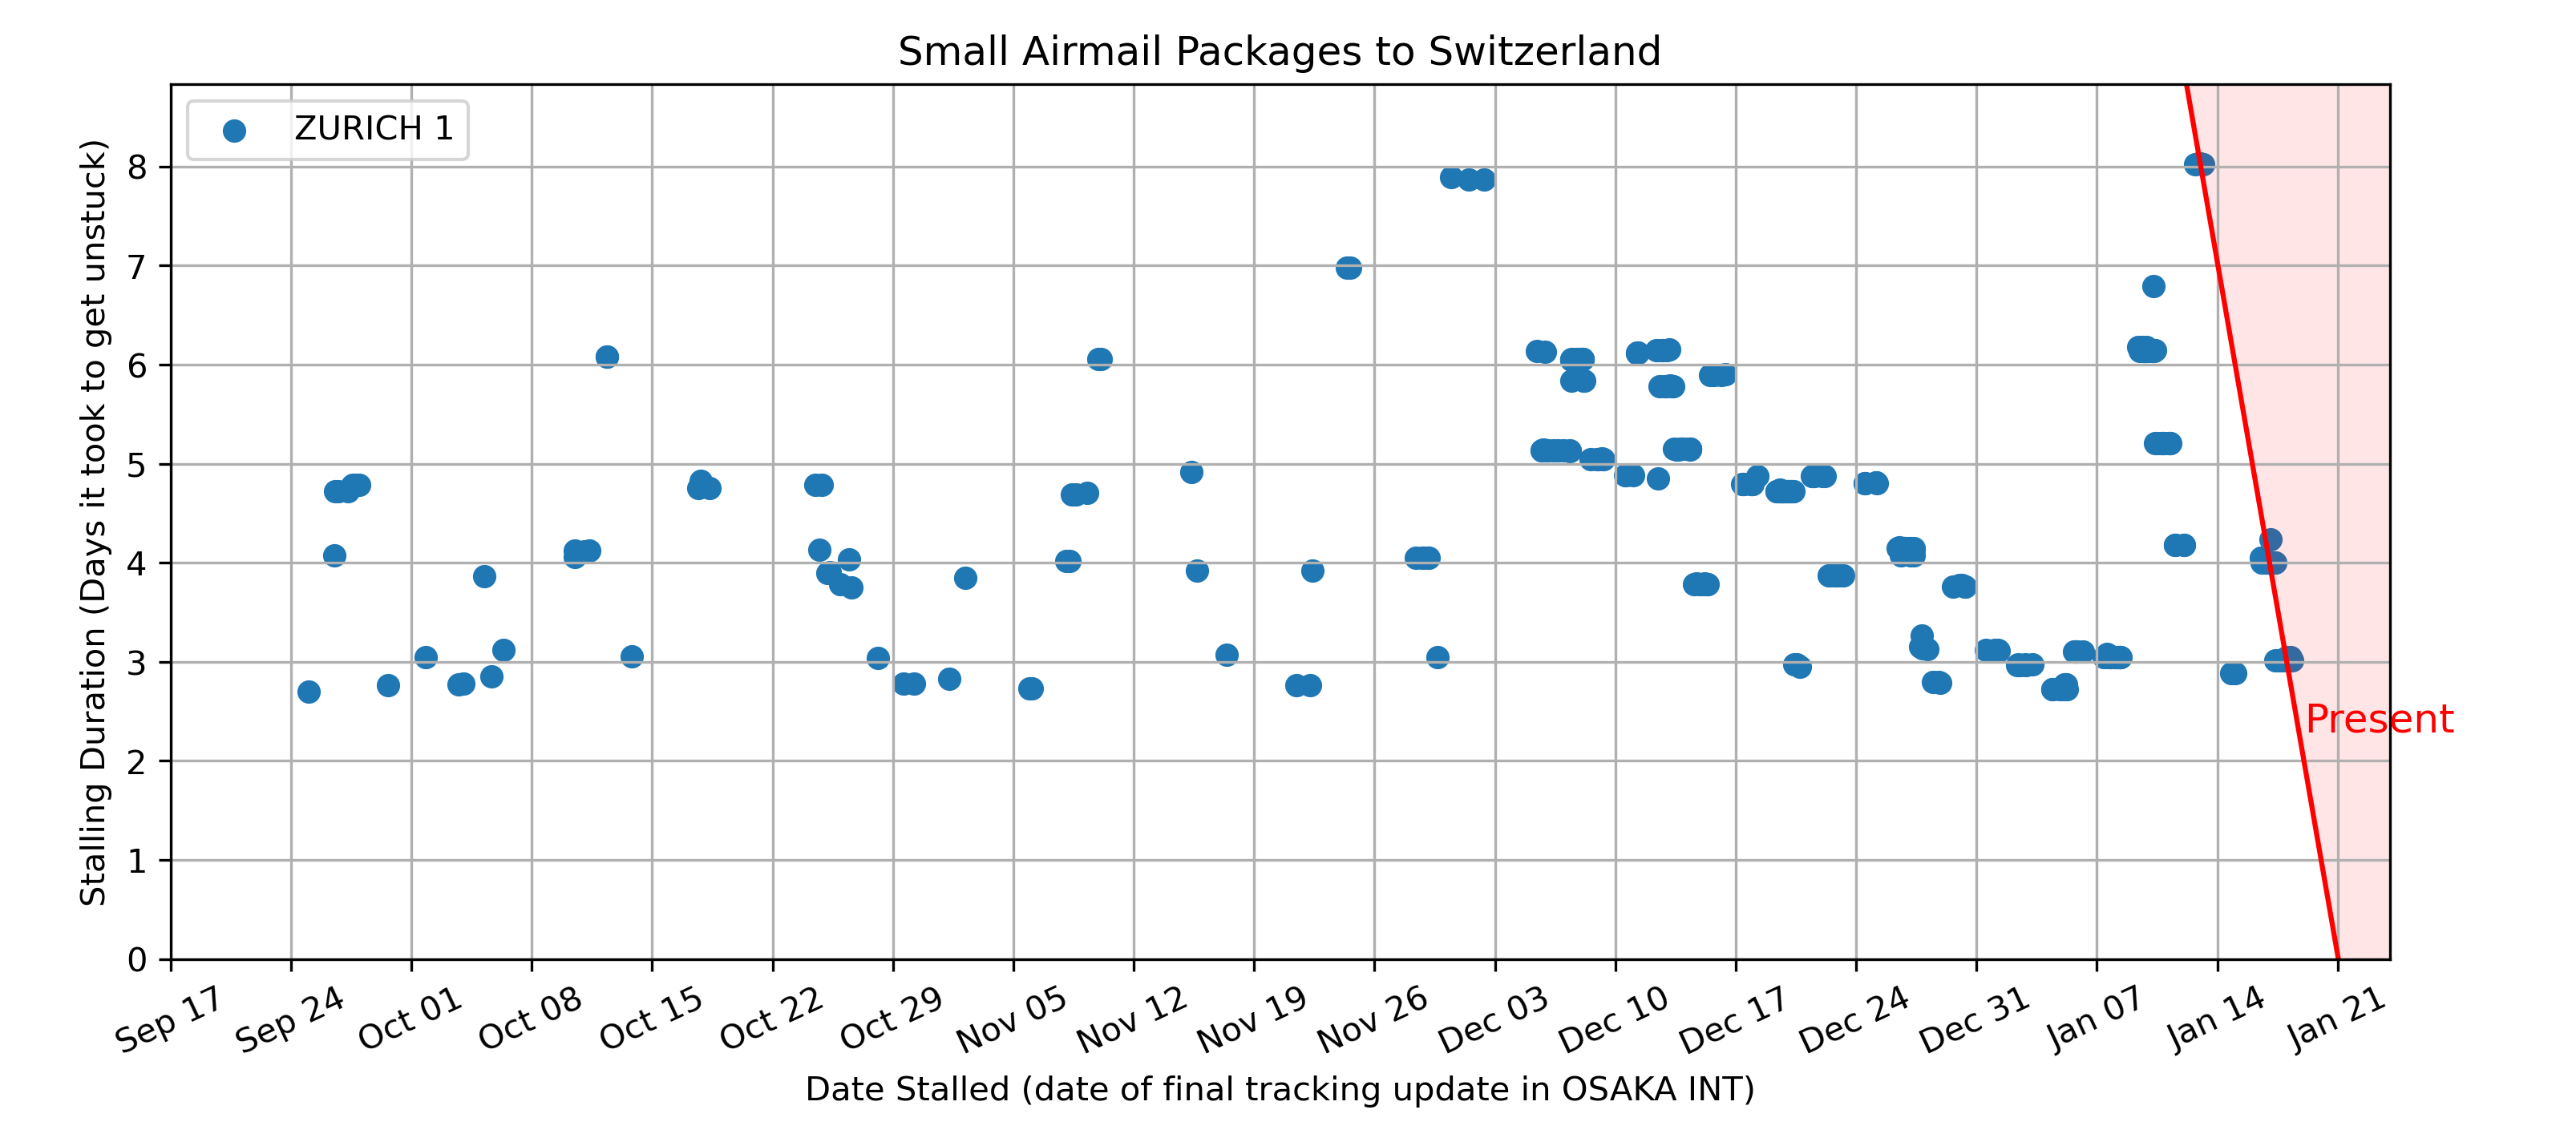 Small Airmail Packages to Switzerland
ZURICH 1
Stalling Duration (Days it took to get unstuck)
8
7
6
5
4
3
2
1
0
Present
Sep 17 Sep 24 Oct 01 Oct 08 Oct 15 Oct 22 Oct 29 Nov 05 Nov 12 Nov 19 Nov 26 Dec 03 Dec 10 Dec 17 Dec 24 Dec 31 Jan 07 Jan 14 Jan 21
Date Stalled (date of final tracking update in OSAKA INT)